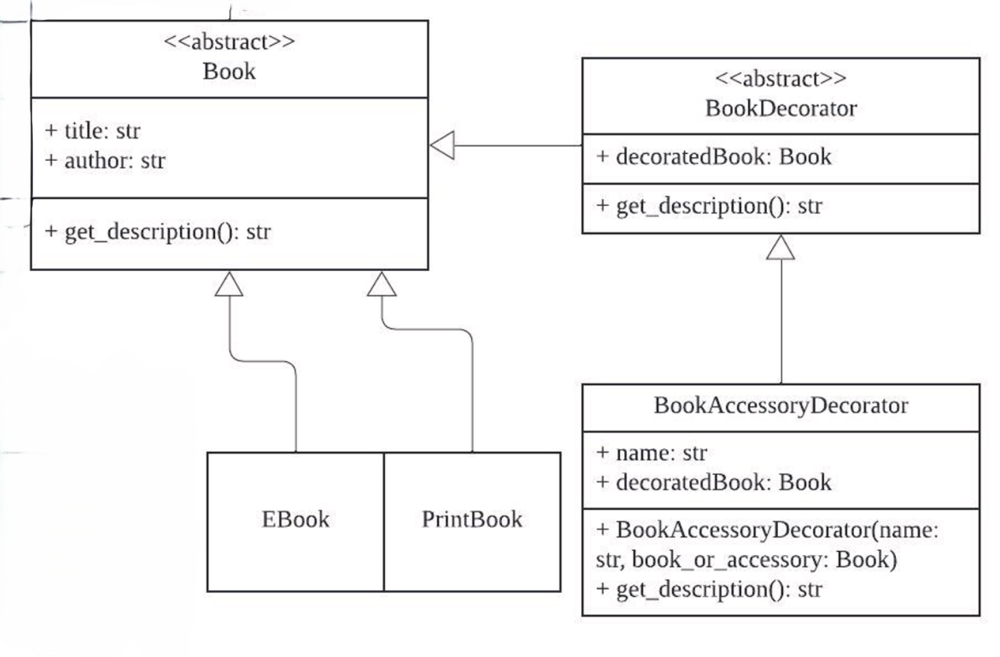 <<abstract>>
Book
+ title: str
+ author: str
+ get_description(): str
<<abstract>>
BookDecorator
+ decoratedBook: Book
+ get_description(): str
EBook
PrintBook
BookAccessoryDecorator
+ name: str
+ decoratedBook: Book
+ BookAccessoryDecorator(name:
str, book_or_accessory: Book)
+ get_description(): str